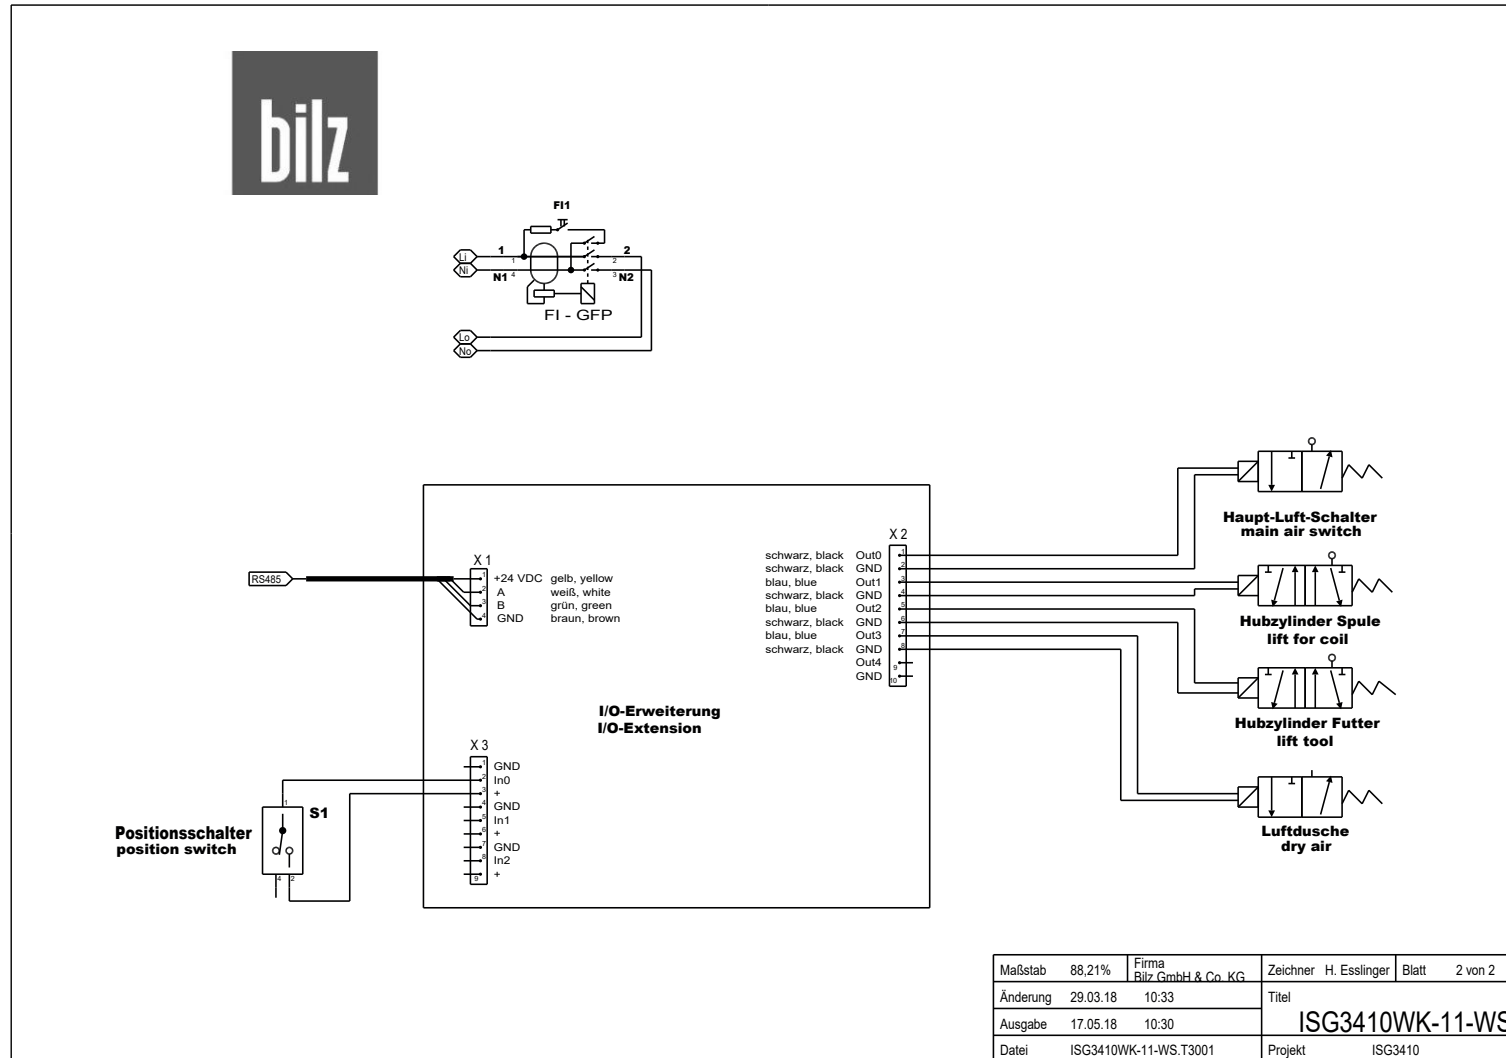 bilz
FI1
Li 1 1 2 2
Ni N1 4 3 N2
FI - GFP
Lo
No
Haupt-Luft-Schalter
main air switch
X 2
schwarz, black Out0 1
schwarz, black GND 2
blau, blue Out1 3
schwarz, black GND 4
blau, blue Out2 5
schwarz, black GND 6
blau, blue Out3 7
schwarz, black GND 8
Out4 9
GND 10
X 1
RS485 1 +24 VDC gelb, yellow
2 A weiß, white
3 B grün, green
4 GND braun, brown
Hubzylinder Spule
lift for coil
I/O-Erweiterung
I/O-Extension
Hubzylinder Futter
lift tool
X 3
1 GND
2 In0
3 +
4 GND
5 In1
6 +
7 GND
8 In2
9 +
1
S1
Positionsschalter
position switch
4 2
Luftdusche
dry air
Maßstab 88,21% Firma
Bilz GmbH & Co. KG
Zeichner H. Esslinger Blatt 2 von 2
Änderung 29.03.18 10:33 Titel
Ausgabe 17.05.18 10:30 ISG3410WK-11-WS
Datei ISG3410WK-11-WS.T3001 Projekt ISG3410